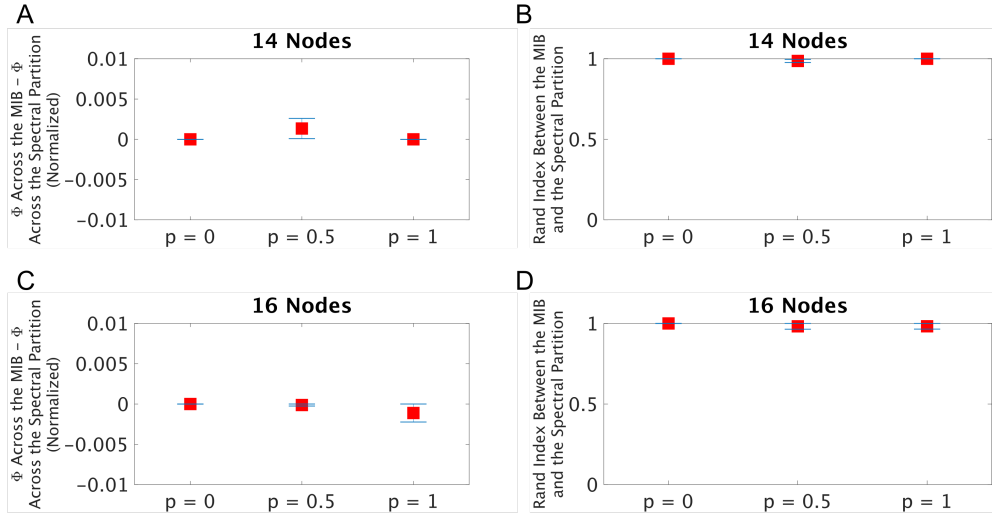 A
14 Nodes
Φ Across the MIB – Φ
Across the Spectral Partition
(Normalized)
0.01
0.005
0
−0.005
−0.01
p = 0
p = 0.5
p = 1
B
14 Nodes
Rand Index Between the MIB
and the Spectral Partition
1
0.5
0
p = 0
p = 0.5
p = 1
C
16 Nodes
Φ Across the MIB – Φ
Across the Spectral Partition
(Normalized)
0.01
0.005
0
−0.005
−0.01
p = 0
p = 0.5
p = 1
D
16 Nodes
Rand Index Between the MIB
and the Spectral Partition
1
0.5
0
p = 0
p = 0.5
p = 1